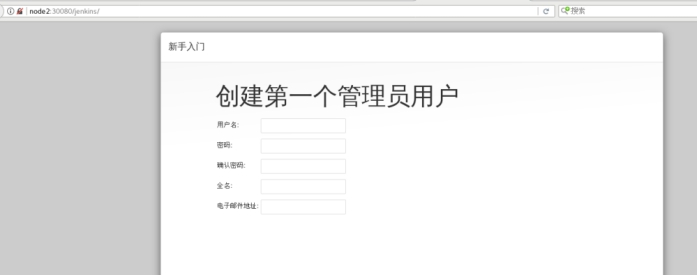 node2:30080/jenkins/
搜索
新手入门
创建第一个管理员用户
用户名:
密码:
确认密码:
全名:
电子邮件地址: